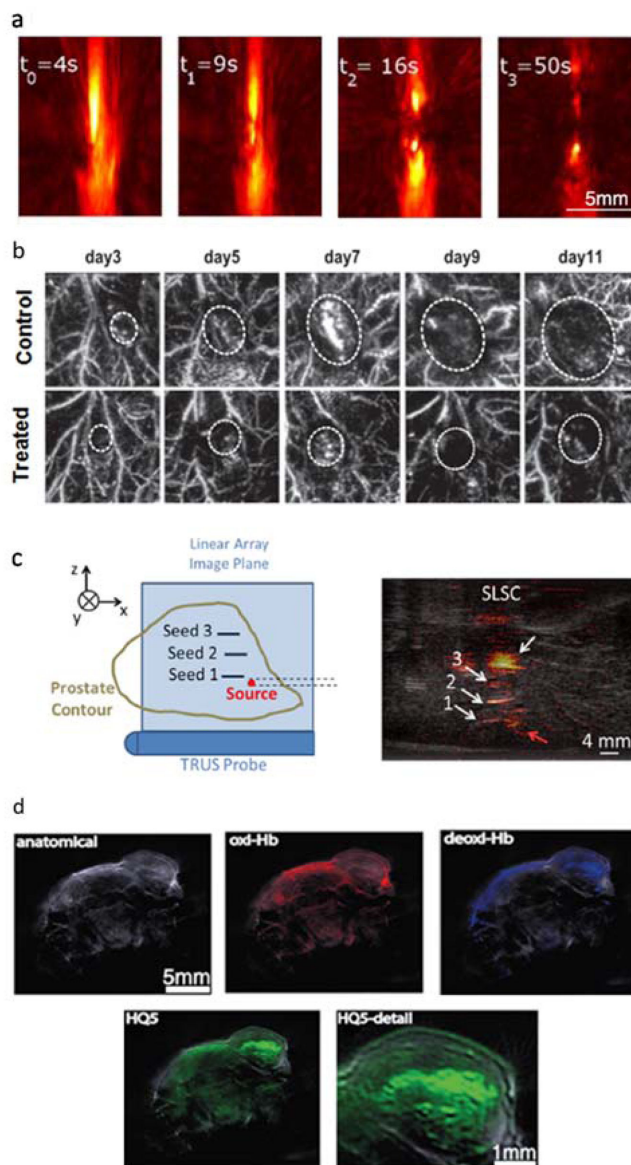 a
t0=4s
t1=9s
t2= 16s
t3=50s
5mm
b
day3 day5 day7 day9 day11
Control
Treated
c
Linear Array
Image Plane
z
y
x
Seed 3
Seed 2
Seed 1
Source
Prostate
Contour
TRUS Probe
SLSC
3
2
1
4 mm
d
anatomical
oxi-Hb
deoxi-Hb
5mm
HQ5
HQ5-detail
1mm